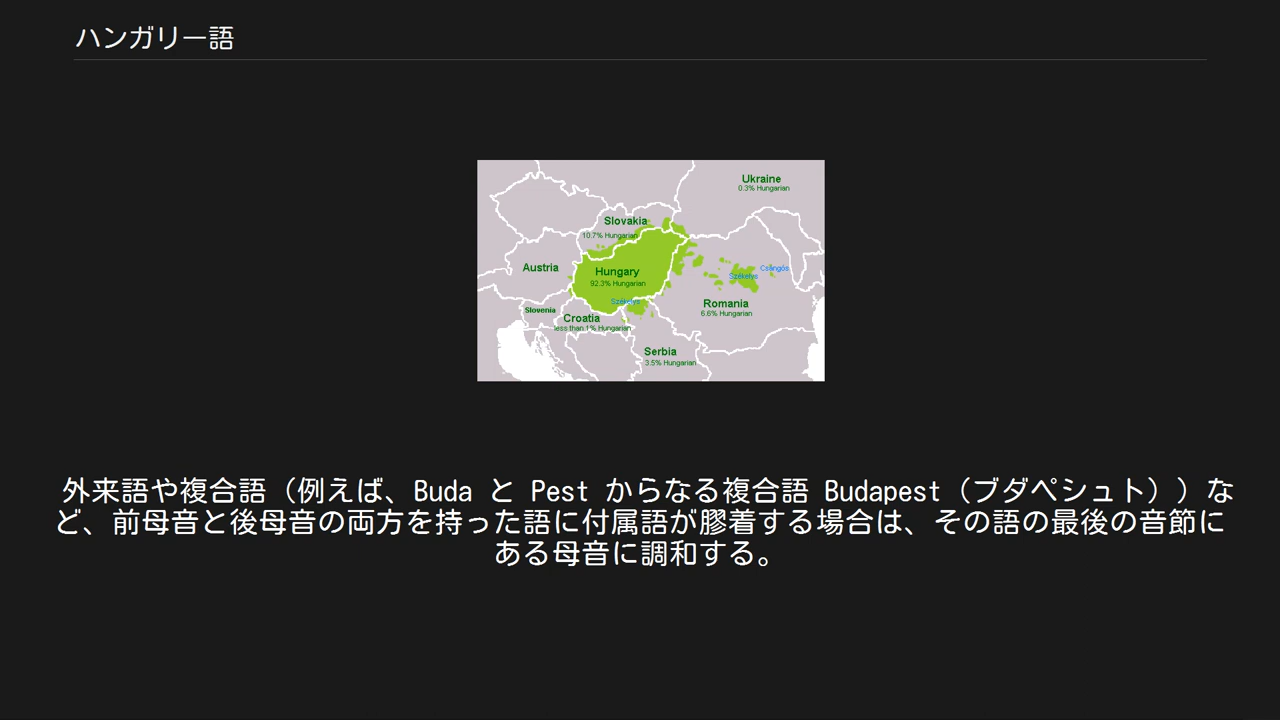 ハンガリー語
Ukraine
0.3% Hungarian
Slovakia
10.7% Hungarian
Austria
Hungary
92.3% Hungarian
Székelys
Csángós
Székelys
Slovenia
Romania
6.6% Hungarian
Croatia
less than 1% Hungarian
Serbia
3.5% Hungarian
外来語や複合語（例えば、Buda と Pest からなる複合語 Budapest（ブダペシュト））な
ど、前母音と後母音の両方を持った語に付属語が膠着する場合は、その語の最後の音節に
ある母音に調和する。